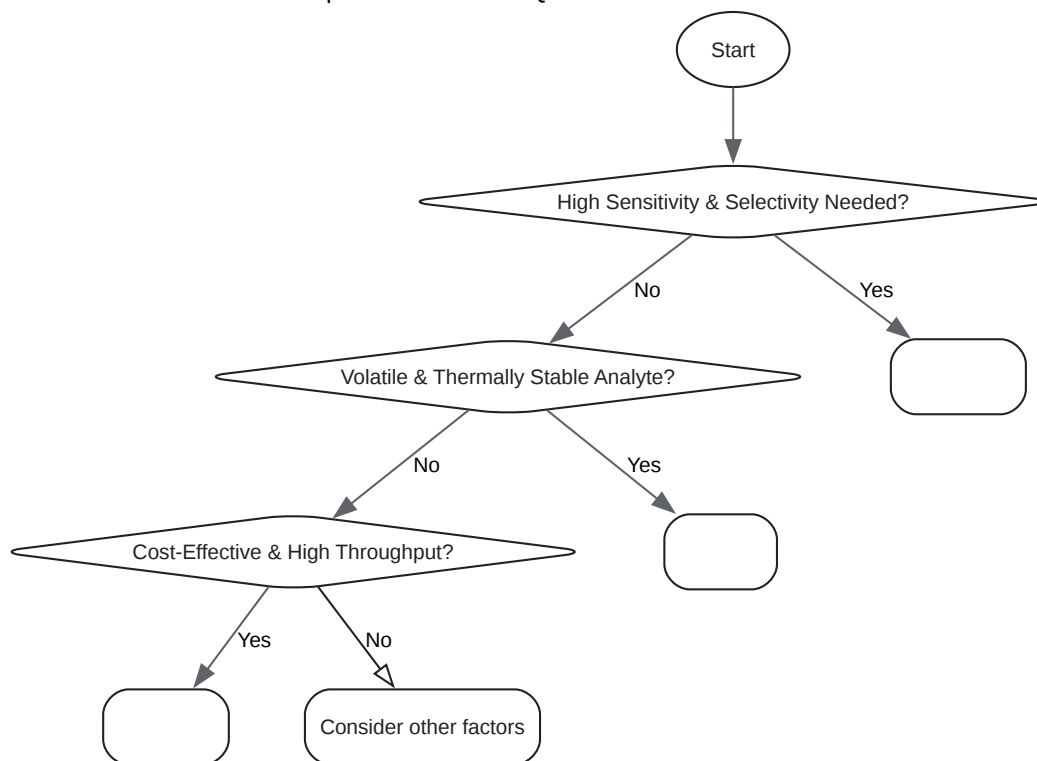 Start
High Sensitivity & Selectivity Needed?
No
Yes
Volatile & Thermally Stable Analyte?
No
Yes
Cost-Effective & High Throughput?
Yes
No
Consider other factors